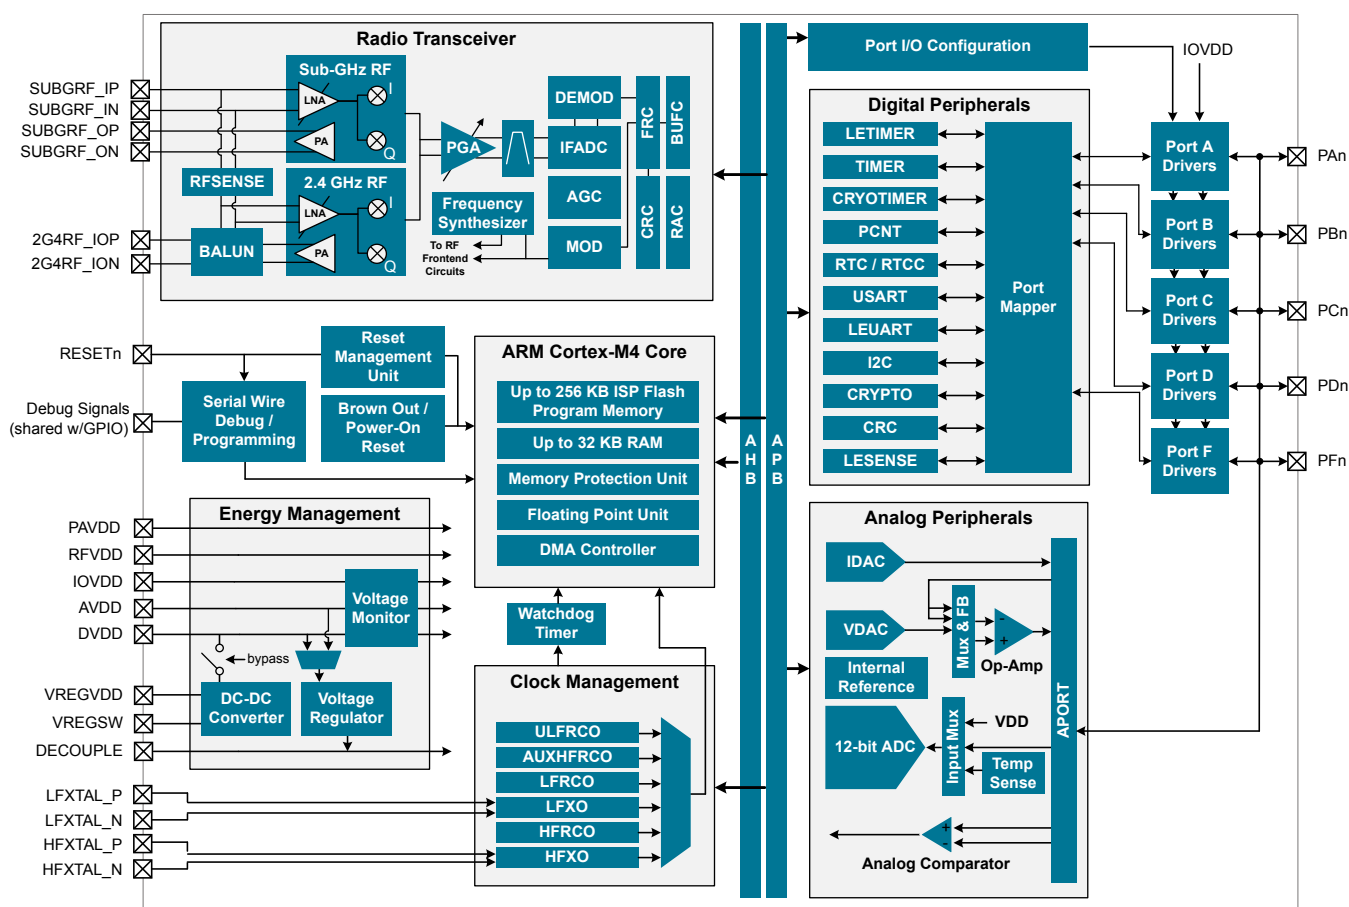 Radio Transceiver
SUBGRF_IP
SUBGRF_IN
SUBGRF_OP
SUBGRF_ON
2G4RF_IOP
2G4RF_ION
Sub-GHz RF
LNA
I
PA
Q
RFSENSE
2.4 GHz RF
LNA
I
PA
Q
BALUN
PGA
Frequency
Synthesizer
To RF
Frontend
Circuits
DEMOD
IFADC
AGC
MOD
FRC
BUFC
CRC
RAC
RESETn
Debug Signals
(shared w/GPIO)
Reset
Management
Unit
Serial Wire
Debug /
Programming
Brown Out /
Power-On
Reset
ARM Cortex-M4 Core
Up to 256 KB ISP Flash
Program Memory
Up to 32 KB RAM
Memory Protection Unit
Floating Point Unit
DMA Controller
Watchdog
Timer
Energy Management
PAVDD
RFVDD
IOVDD
AVDD
DVDD
VREGVDD
VREGSW
DECOUPLE
Voltage
Monitor
bypass
DC-DC
Converter
Voltage
Regulator
Clock Management
ULFRCO
AUXHFRCO
LFRCO
LFXO
HFRCO
HFXO
LFXTAL_P
LFXTAL_N
HFXTAL_P
HFXTAL_N
AHB
APB
Port I/O Configuration
IOVDD
Digital Peripherals
LETIMER
TIMER
CRYOTIMER
PCNT
RTC / RTCC
USART
LEUART
I2C
CRYPTO
CRC
LESENSE
Port
Mapper
Port A
Drivers
Port B
Drivers
Port C
Drivers
Port D
Drivers
Port F
Drivers
PAn
PBn
PCn
PDn
PFn
Analog Peripherals
IDAC
VDAC
Mux & FB
-
+
Op-Amp
Internal
Reference
12-bit ADC
Input Mux
VDD
Temp
Sense
APORT
+
-
Analog Comparator